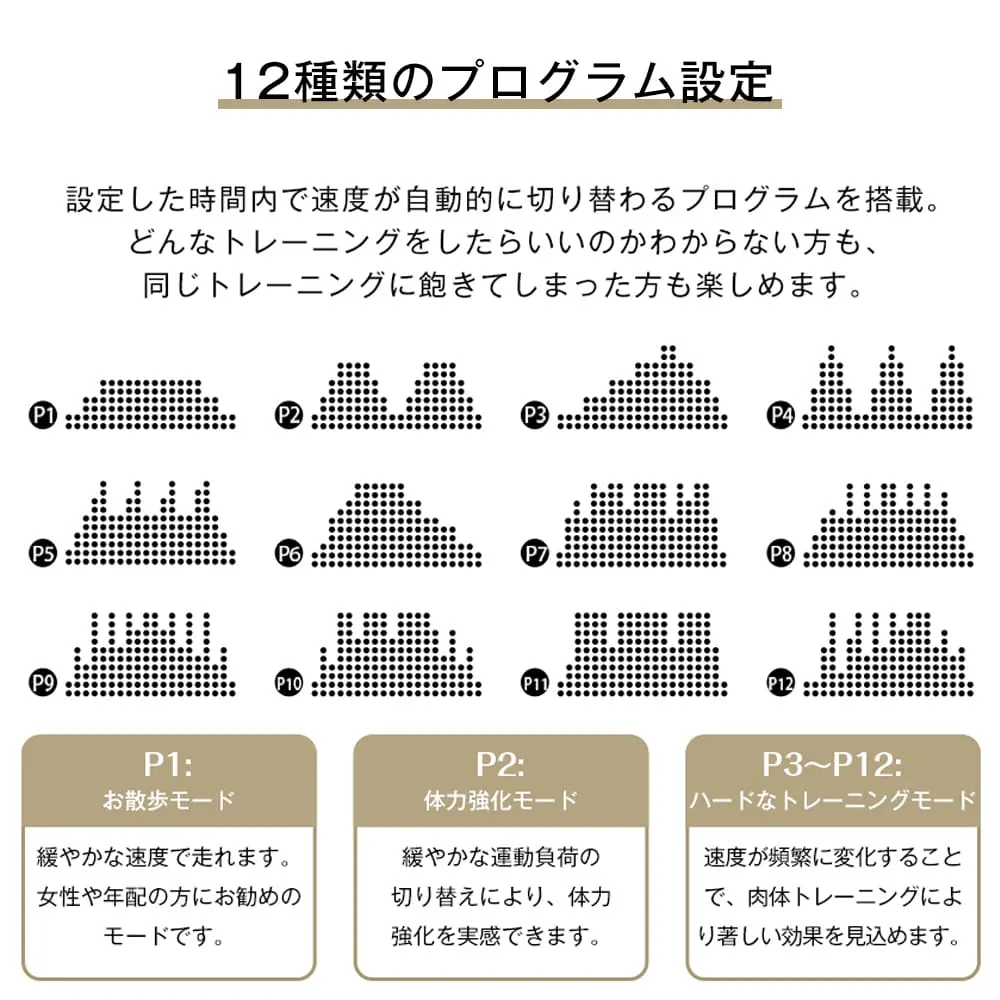 12種類のプログラム設定
設定した時間内で速度が自動的に切り替わるプログラムを搭載。
どんなトレーニングをしたらいいのかわからない方も、
同じトレーニングに飽きてしまった方も楽しめます。
P1
P2
P3
P4
P5
P6
P7
P8
P9
P10
P11
P12
P1:
お散歩モード
緩やかな速度で走れます。
女性や年配の方にお勧めの
モードです。
P2:
体力強化モード
緩やかな運動負荷の
切り替えにより、体力
強化を実感できます。
P3〜P12:
ハードなトレーニングモード
速度が頻繁に変化すること
で、肉体トレーニングによ
り著しい効果を見込めます。